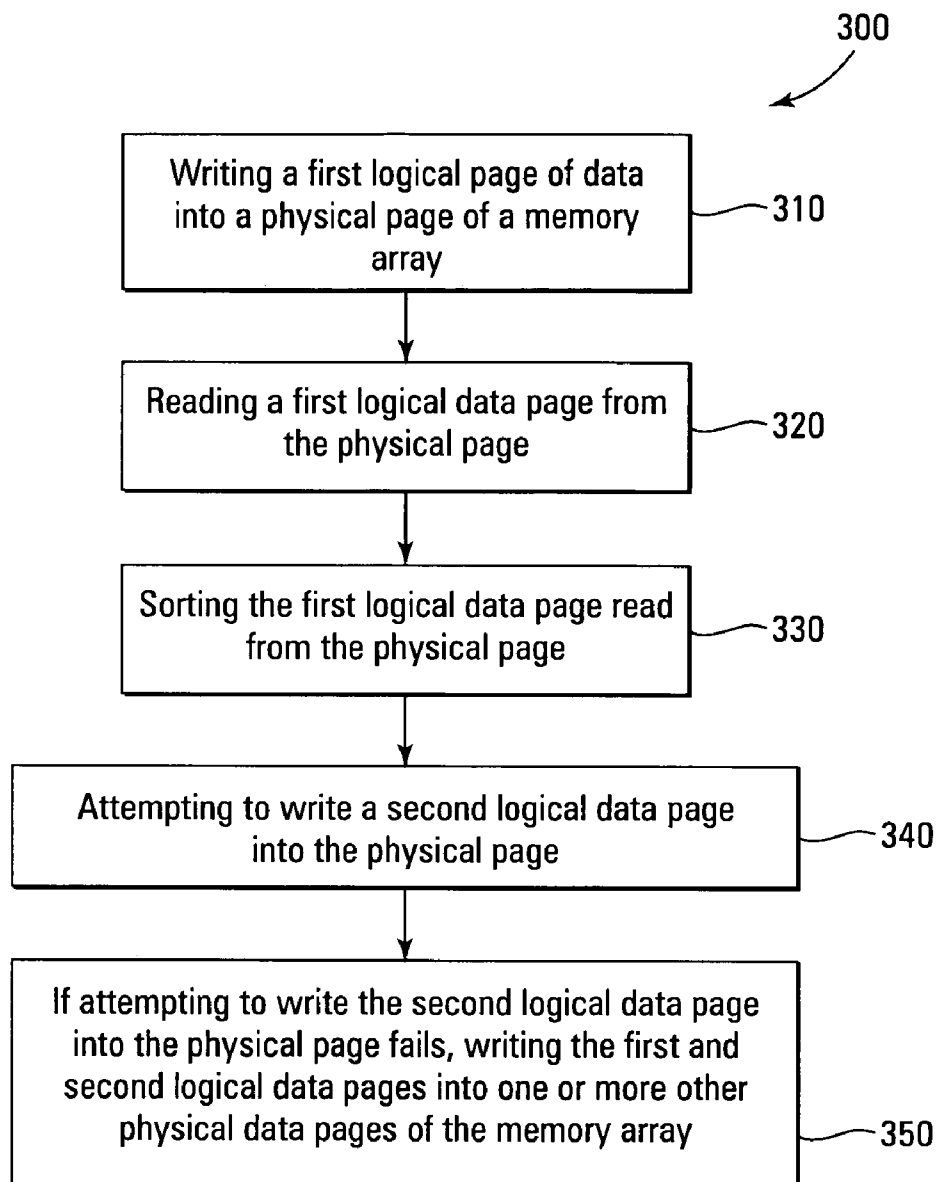 300
Writing a first logical page of data
into a physical page of a memory
array
310
Reading a first logical data page from
the physical page
320
Sorting the first logical data page read
from the physical page
330
Attempting to write a second logical data page
into the physical page
340
If attempting to write the second logical data page
into the physical page fails, writing the first and
second logical data pages into one or more other
physical data pages of the memory array
350